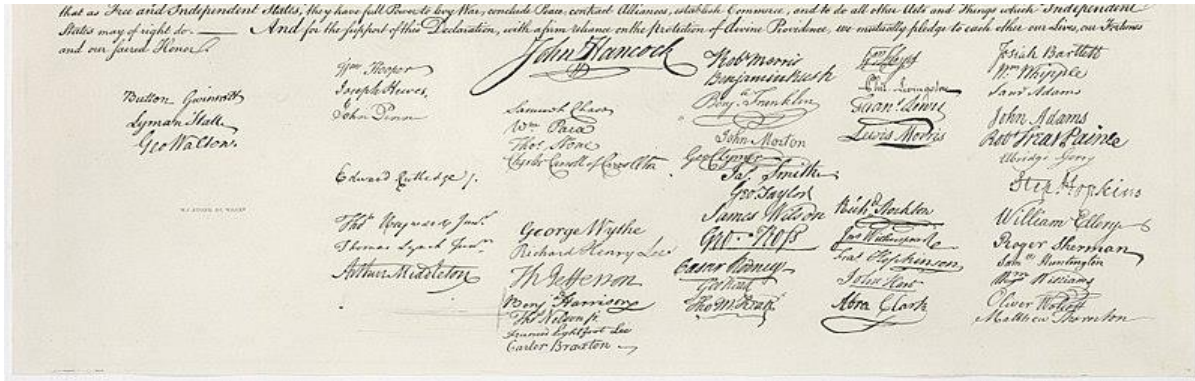 that as Free and Independent States, they have full Power to levy War, conclude Peace, contract Alliances, establish Commerce, and to do all other Acts and Things which Independent
States may of right do. — And for the support of this Declaration, with a firm reliance on the protection of divine Providence, we mutually pledge to each other our Lives, our Fortunes
and our sacred Honor.
John Hancock
Button Gwinnett
Lyman Hall
Geo Walton.
Wm Hooper
Joseph Hewes,
John Penn
Edward Rutledge /.
Thos Heyward Junr.
Thomas Lynch Junr.
Arthur Middleton
Samuel Chase
Wm Paca
Thos Stone
Charles Carroll of Carrollton
George Wythe
Richard Henry Lee
Th Jefferson
Benj Harrison
Thos Nelson jr.
Francis Lightfoot Lee
Carter Braxton
Robt Morris
Benjamin Rush
Benj. Franklin
John Morton
Geo Clymer
Jas. Smith
Geo. Taylor
James Wilson
Geo. Ross
Caesar Rodney
Geo Read
Tho M:Kean
Wm Floyd
Phil. Livingston
Frans. Lewis
Lewis Morris
Richd. Stockton
Jno Witherspoon
Fras. Hopkinson
John Hart
Abra Clark
Josiah Bartlett
Wm Whipple
Saml Adams
John Adams
Robt Treat Paine
Elbridge Gerry
Step. Hopkins
William Ellery
Roger Sherman
Saml Huntington
Wm Williams
Oliver Wolcott
Matthew Thornton